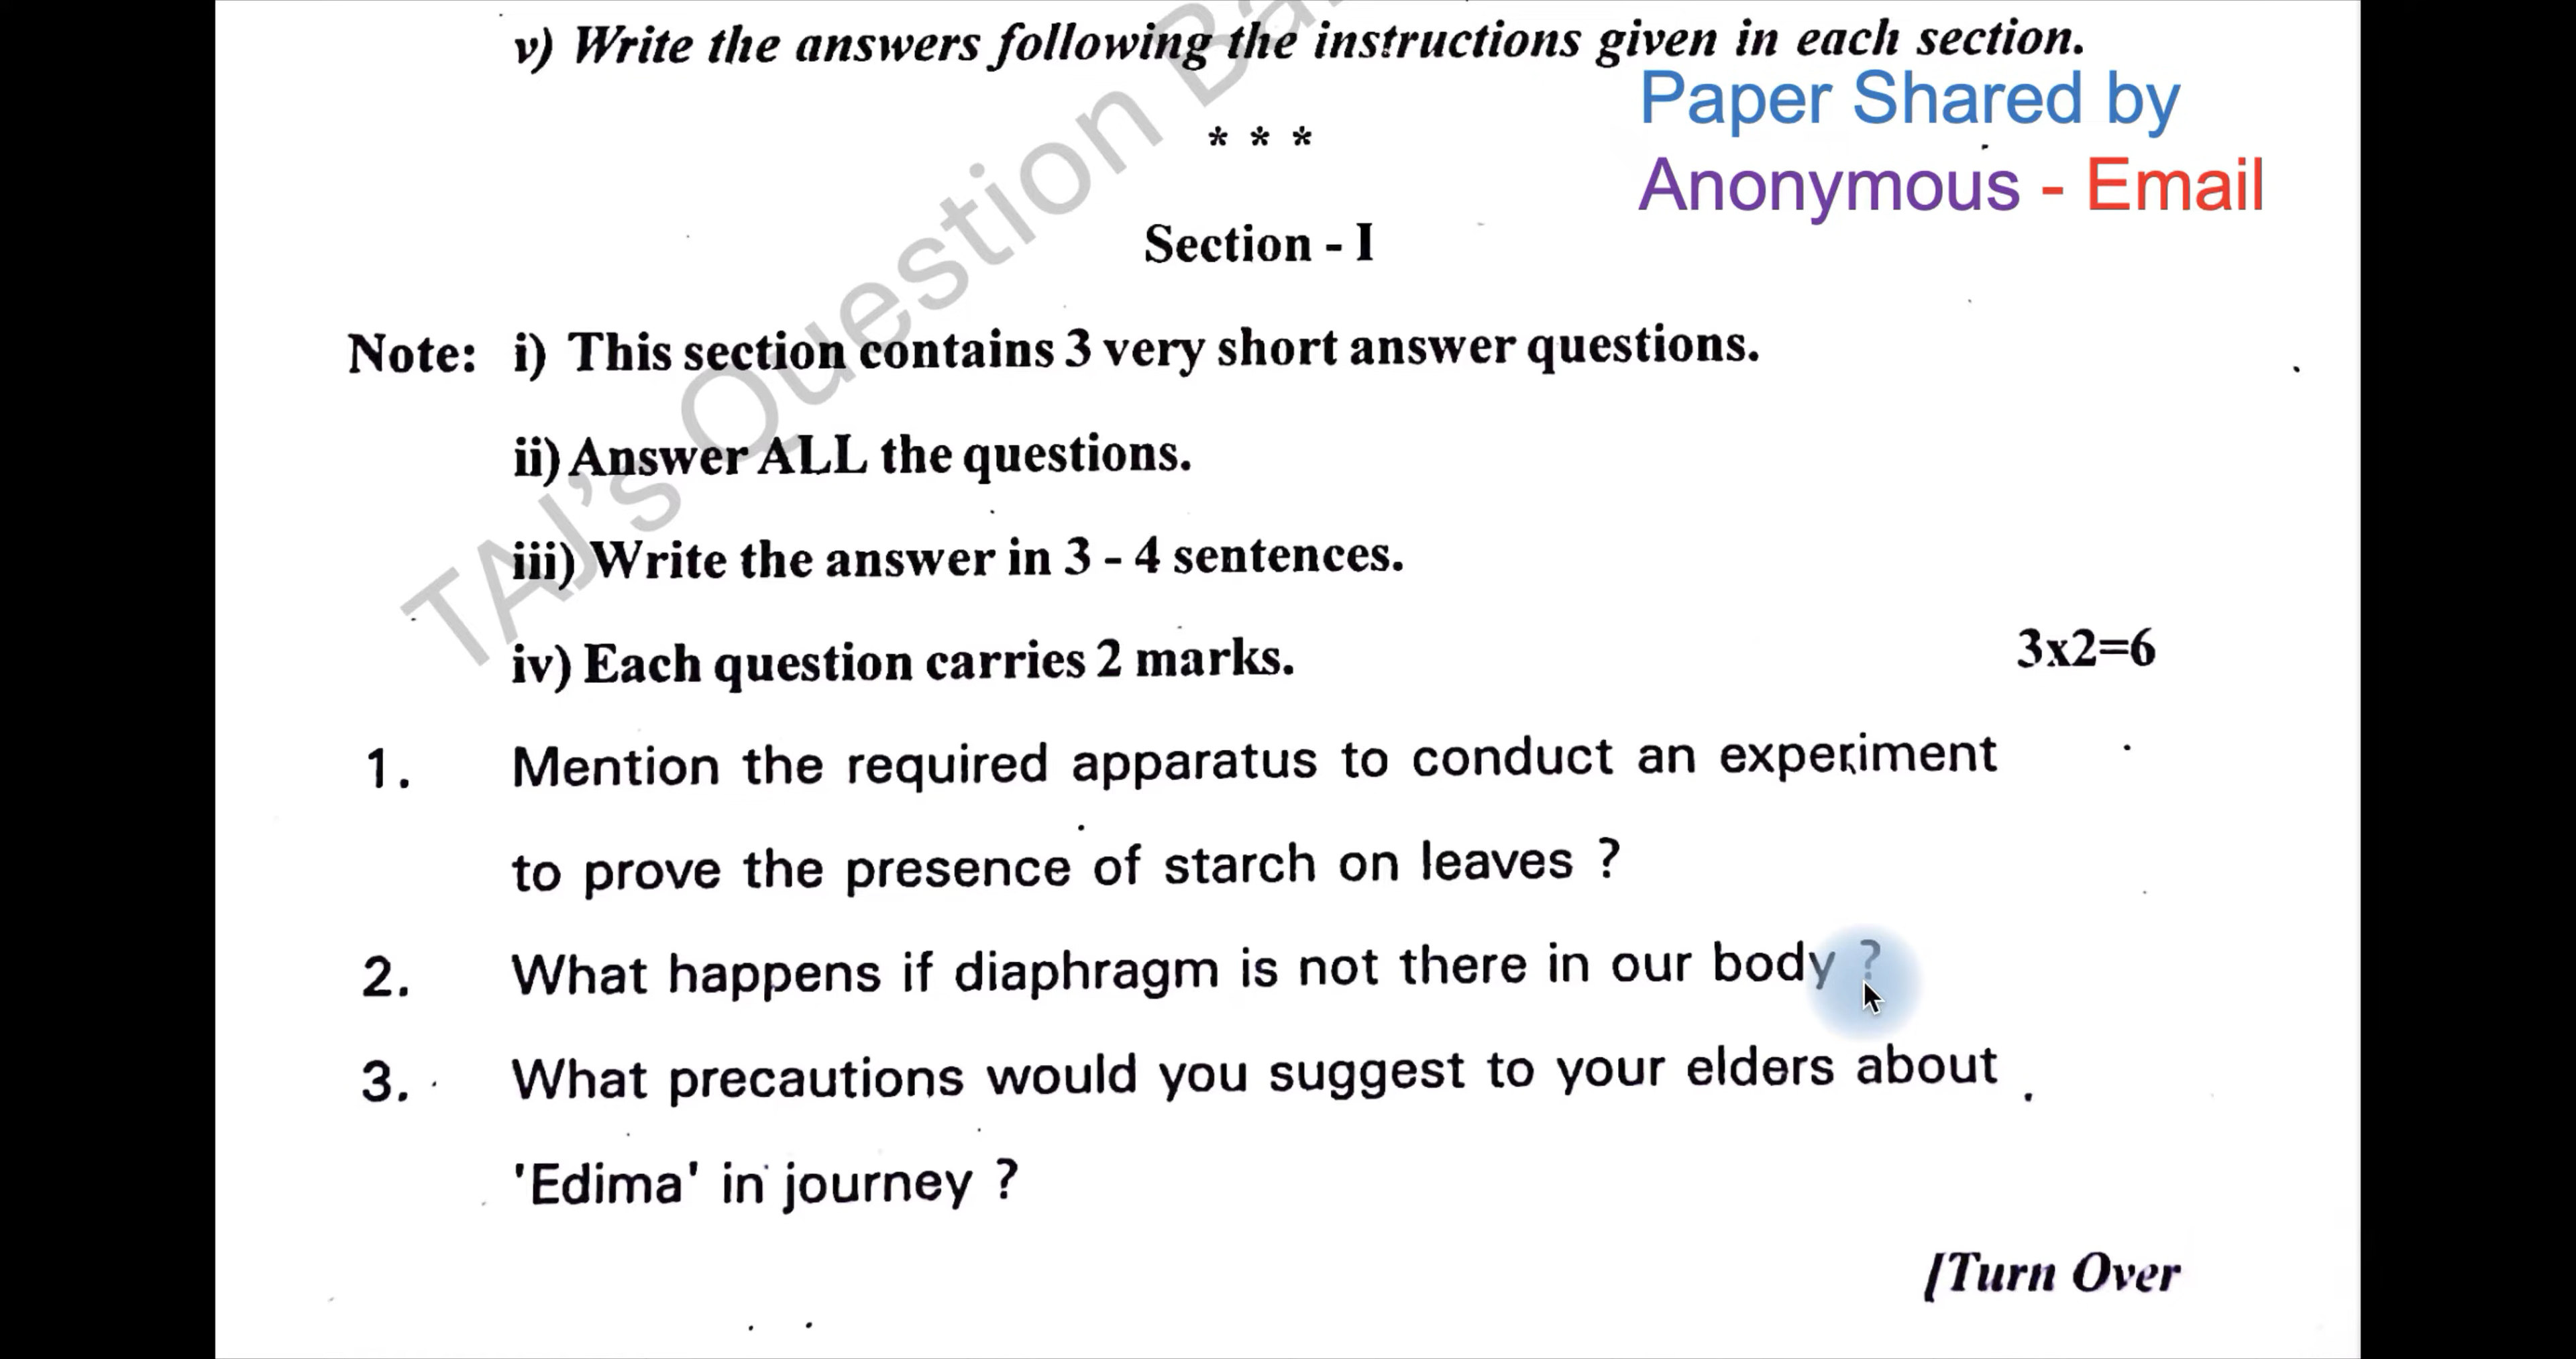 v) Write the answers following the instructions given in each section.
Paper Shared by
* * *
Anonymous - Email
Section - I
Note: i) This section contains 3 very short answer questions.
ii) Answer ALL the questions.
iii) Write the answer in 3 - 4 sentences.
iv) Each question carries 2 marks. 3x2=6
1. Mention the required apparatus to conduct an experiment
to prove the presence of starch on leaves ?
2. What happens if diaphragm is not there in our body ?
3. What precautions would you suggest to your elders about
'Edima' in journey ?
[Turn Over
TAJ's Question